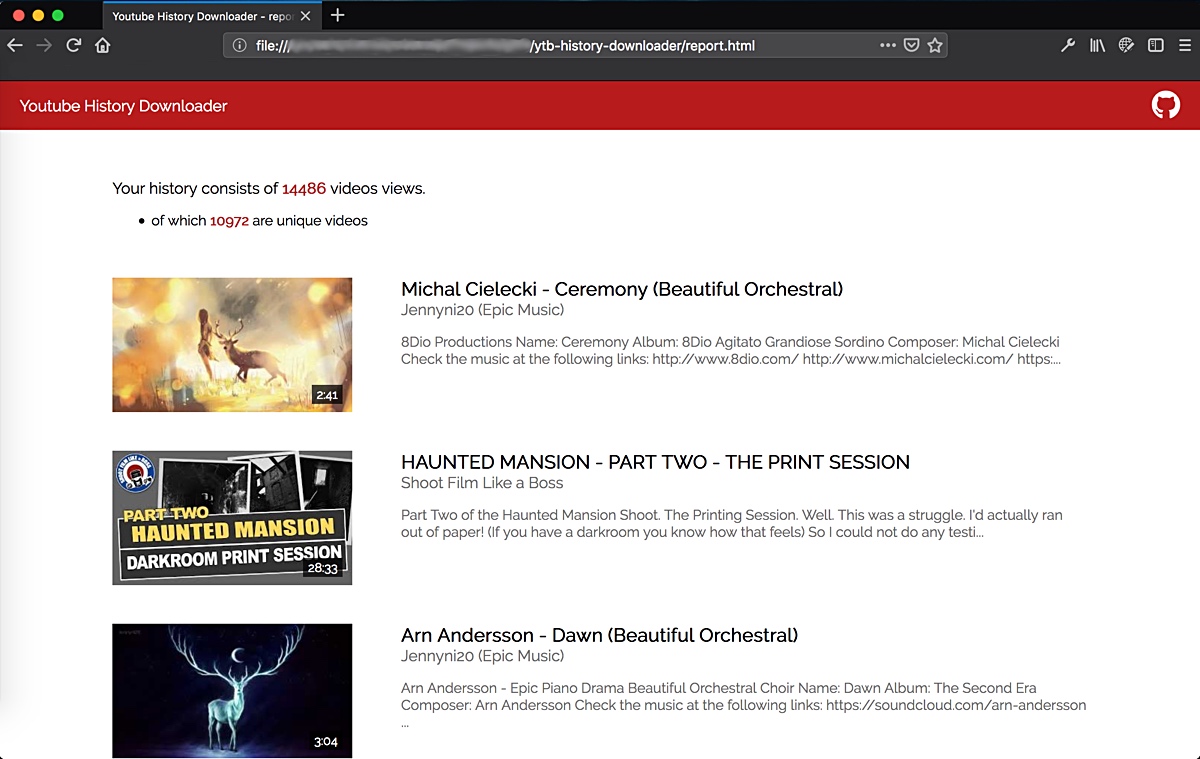 Youtube History Downloader - repor
file:// /ytb-history-downloader/report.html
Youtube History Downloader
Your history consists of 14486 videos views.
• of which 10972 are unique videos
2:41
Michal Cielecki - Ceremony (Beautiful Orchestral)
Jennyni20 (Epic Music)
8Dio Productions Name: Ceremony Album: 8Dio Agitato Grandiose Sordino Composer: Michal Cielecki
Check the music at the following links: http://www.8dio.com/ http://www.michalcielecki.com/ https:...
PART TWO
HAUNTED MANSION
DARKROOM PRINT SESSION
28:33
HAUNTED MANSION - PART TWO - THE PRINT SESSION
Shoot Film Like a Boss
Part Two of the Haunted Mansion Shoot. The Printing Session. Well. This was a struggle. I'd actually ran
out of paper! (If you have a darkroom you know how that feels) So I could not do any testi...
3:04
Arn Andersson - Dawn (Beautiful Orchestral)
Jennyni20 (Epic Music)
Arn Andersson - Epic Piano Drama Beautiful Orchestral Choir Name: Dawn Album: The Second Era
Composer: Arn Andersson Check the music at the following links: https://soundcloud.com/arn-andersson
...